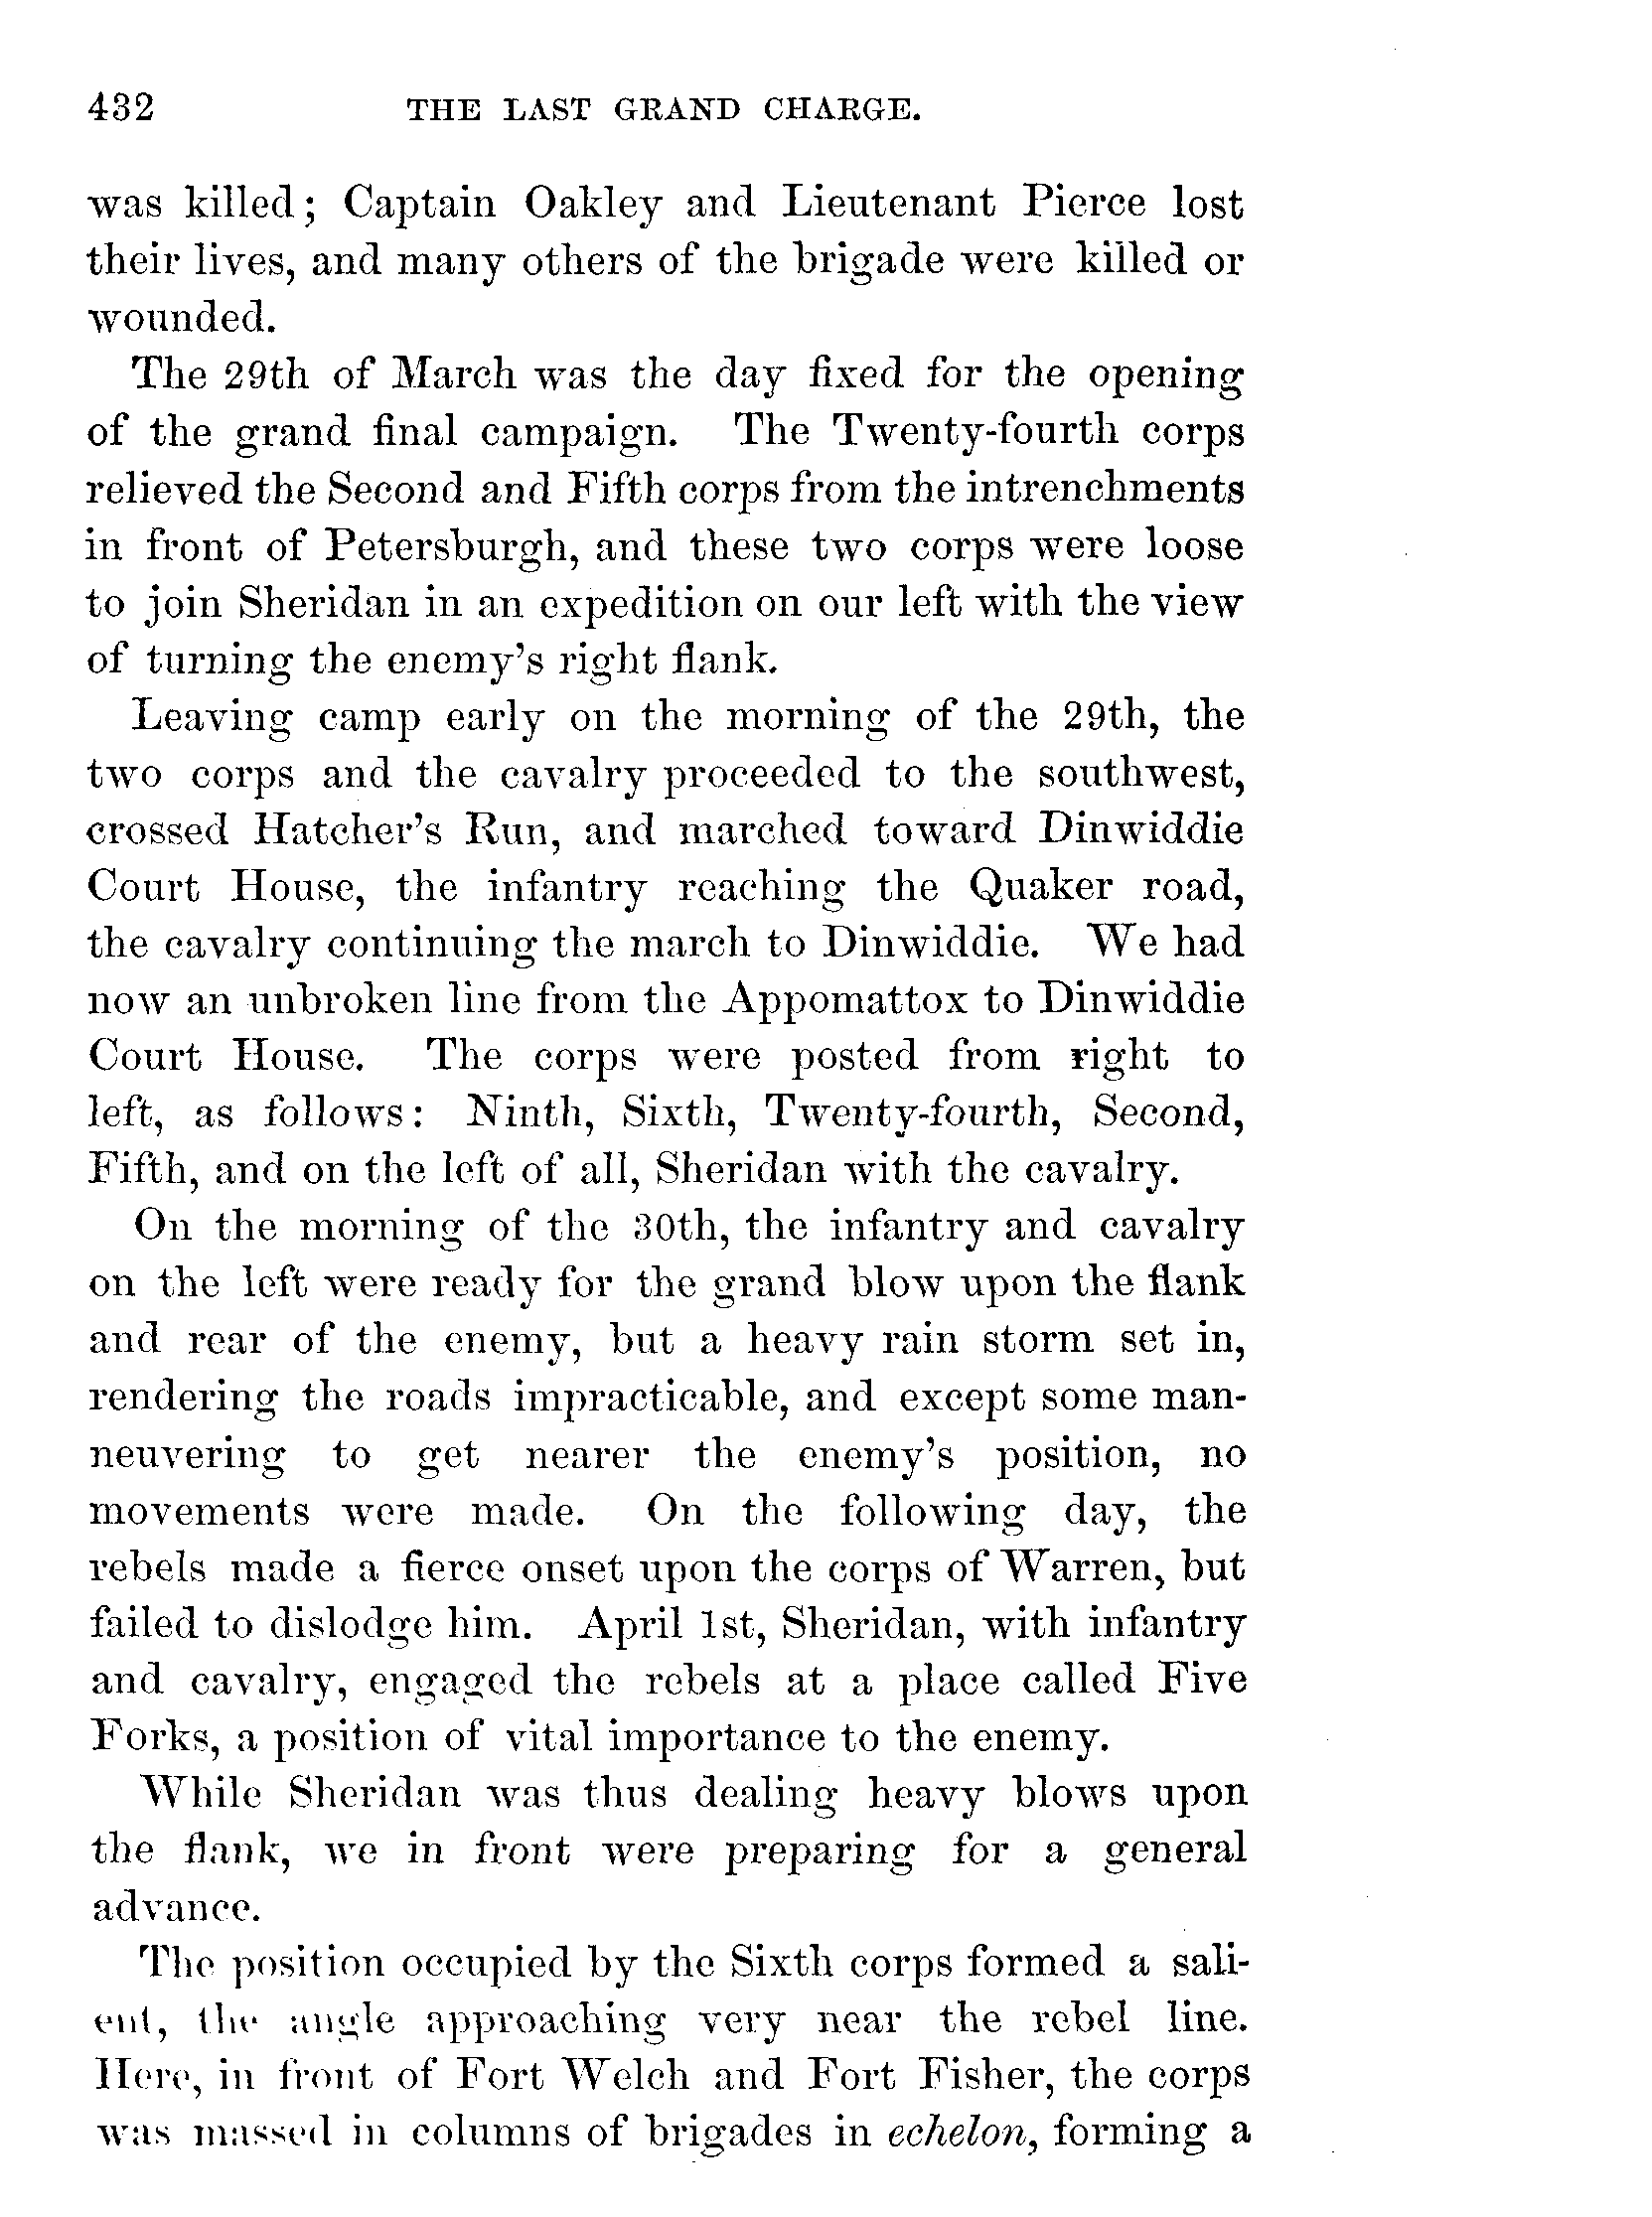 432 THE LAST GRAND CHARGE.
was killed; Captain Oakley and Lieutenant Pierce lost
their lives, and many others of the brigade were killed or
wounded.
The 29th of March was the day fixed for the opening
of the grand final campaign. The Twenty-fourth corps
relieved the Second and Fifth corps from the intrenchments
in front of Petersburgh, and these two corps were loose
to join Sheridan in an expedition on our left with the view
of turning the enemy's right flank.
Leaving camp early on the morning of the 29th, the
two corps and the cavalry proceeded to the southwest,
crossed Hatcher's Run, and marched toward Dinwiddie
Court House, the infantry reaching the Quaker road,
the cavalry continuing the march to Dinwiddie. We had
now an unbroken line from the Appomattox to Dinwiddie
Court House. The corps were posted from right to
left, as follows: Ninth, Sixth, Twenty-fourth, Second,
Fifth, and on the left of all, Sheridan with the cavalry.
On the morning of the 30th, the infantry and cavalry
on the left were ready for the grand blow upon the flank
and rear of the enemy, but a heavy rain storm set in,
rendering the roads impracticable, and except some man-
neuvering to get nearer the enemy's position, no
movements were made. On the following day, the
rebels made a fierce onset upon the corps of Warren, but
failed to dislodge him. April 1st, Sheridan, with infantry
and cavalry, engaged the rebels at a place called Five
Forks, a position of vital importance to the enemy.
While Sheridan was thus dealing heavy blows upon
the flank, we in front were preparing for a general
advance.
The position occupied by the Sixth corps formed a sali-
ent, the angle approaching very near the rebel line.
Here, in front of Fort Welch and Fort Fisher, the corps
was massed in columns of brigades in echelon, forming a